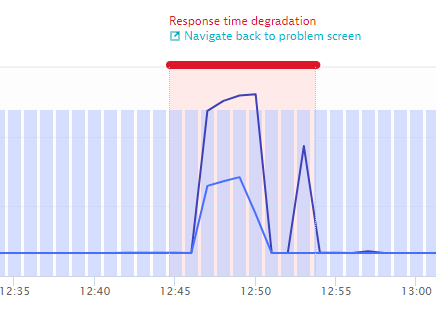 Response time degradation
Navigate back to problem screen
12:35 12:40 12:45 12:50 12:55 13:00